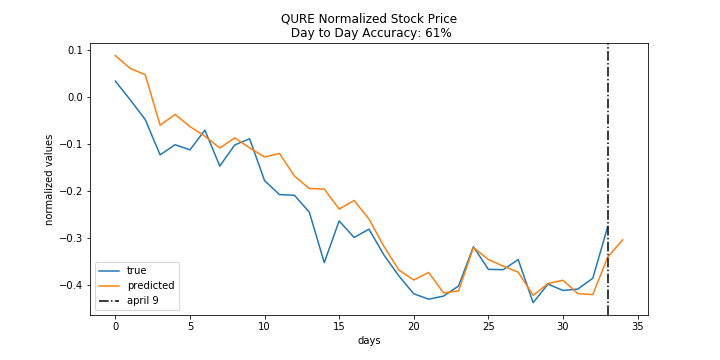 QURE Normalized Stock Price
Day to Day Accuracy: 61%
normalized values
0.1
0.0
−0.1
−0.2
−0.3
−0.4
true
predicted
april 9
0 5 10 15 20 25 30 35
days